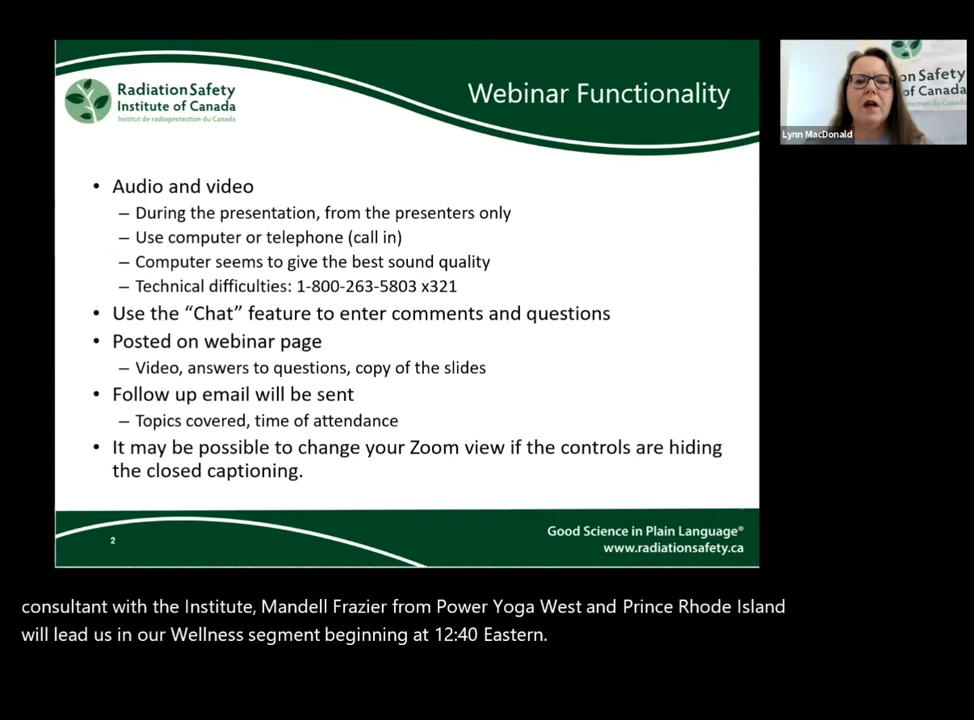 Radiation Safety
Institute of Canada
Institut de radioprotection du Canada
Webinar Functionality
on Safety
of Canada
Lynn MacDonald
• Audio and video
– During the presentation, from the presenters only
– Use computer or telephone (call in)
– Computer seems to give the best sound quality
– Technical difficulties: 1-800-263-5803 x321
• Use the “Chat” feature to enter comments and questions
• Posted on webinar page
– Video, answers to questions, copy of the slides
• Follow up email will be sent
– Topics covered, time of attendance
• It may be possible to change your Zoom view if the controls are hiding
the closed captioning.
2
Good Science in Plain Language®
www.radiationsafety.ca
consultant with the Institute, Mandell Frazier from Power Yoga West and Prince Rhode Island
will lead us in our Wellness segment beginning at 12:40 Eastern.